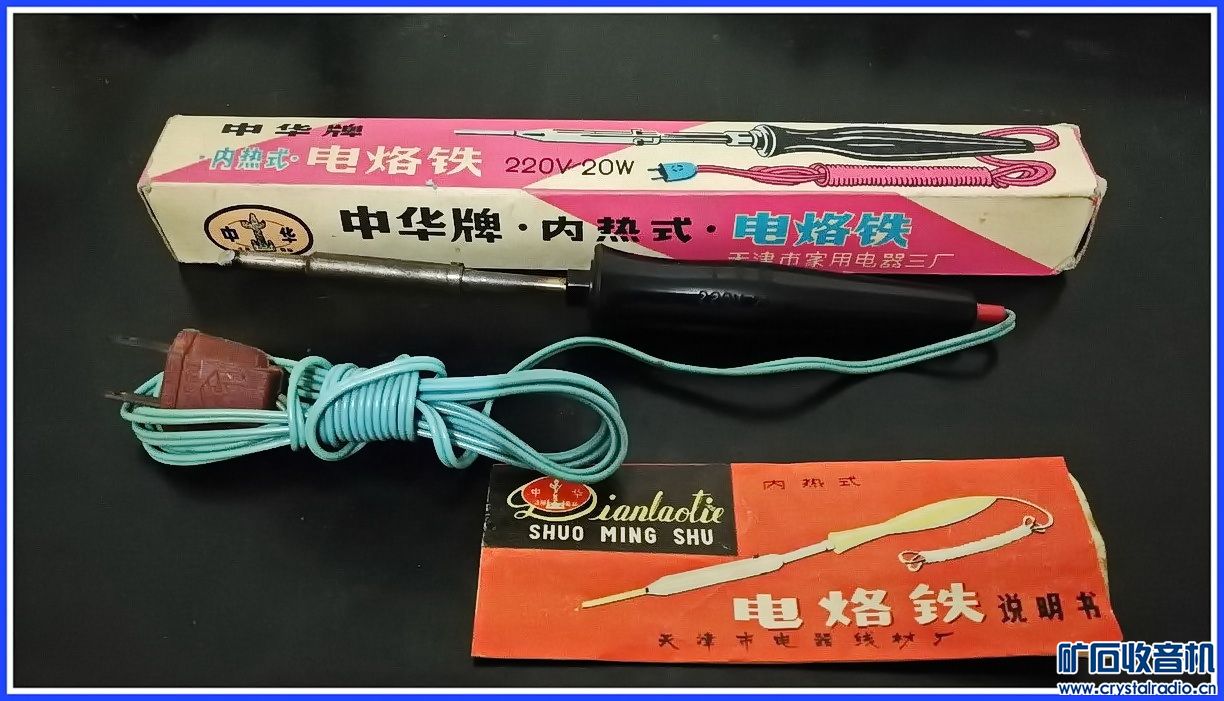 中华牌
·内热式·电烙铁 220V 20W
中华
中华牌·内热式·电烙铁
天津市家用电器三厂
中华
Dianlaotie
SHUO MING SHU
内热式
电烙铁说明书
天津市电器线材厂
矿石收音机
www.crystalradio.cn